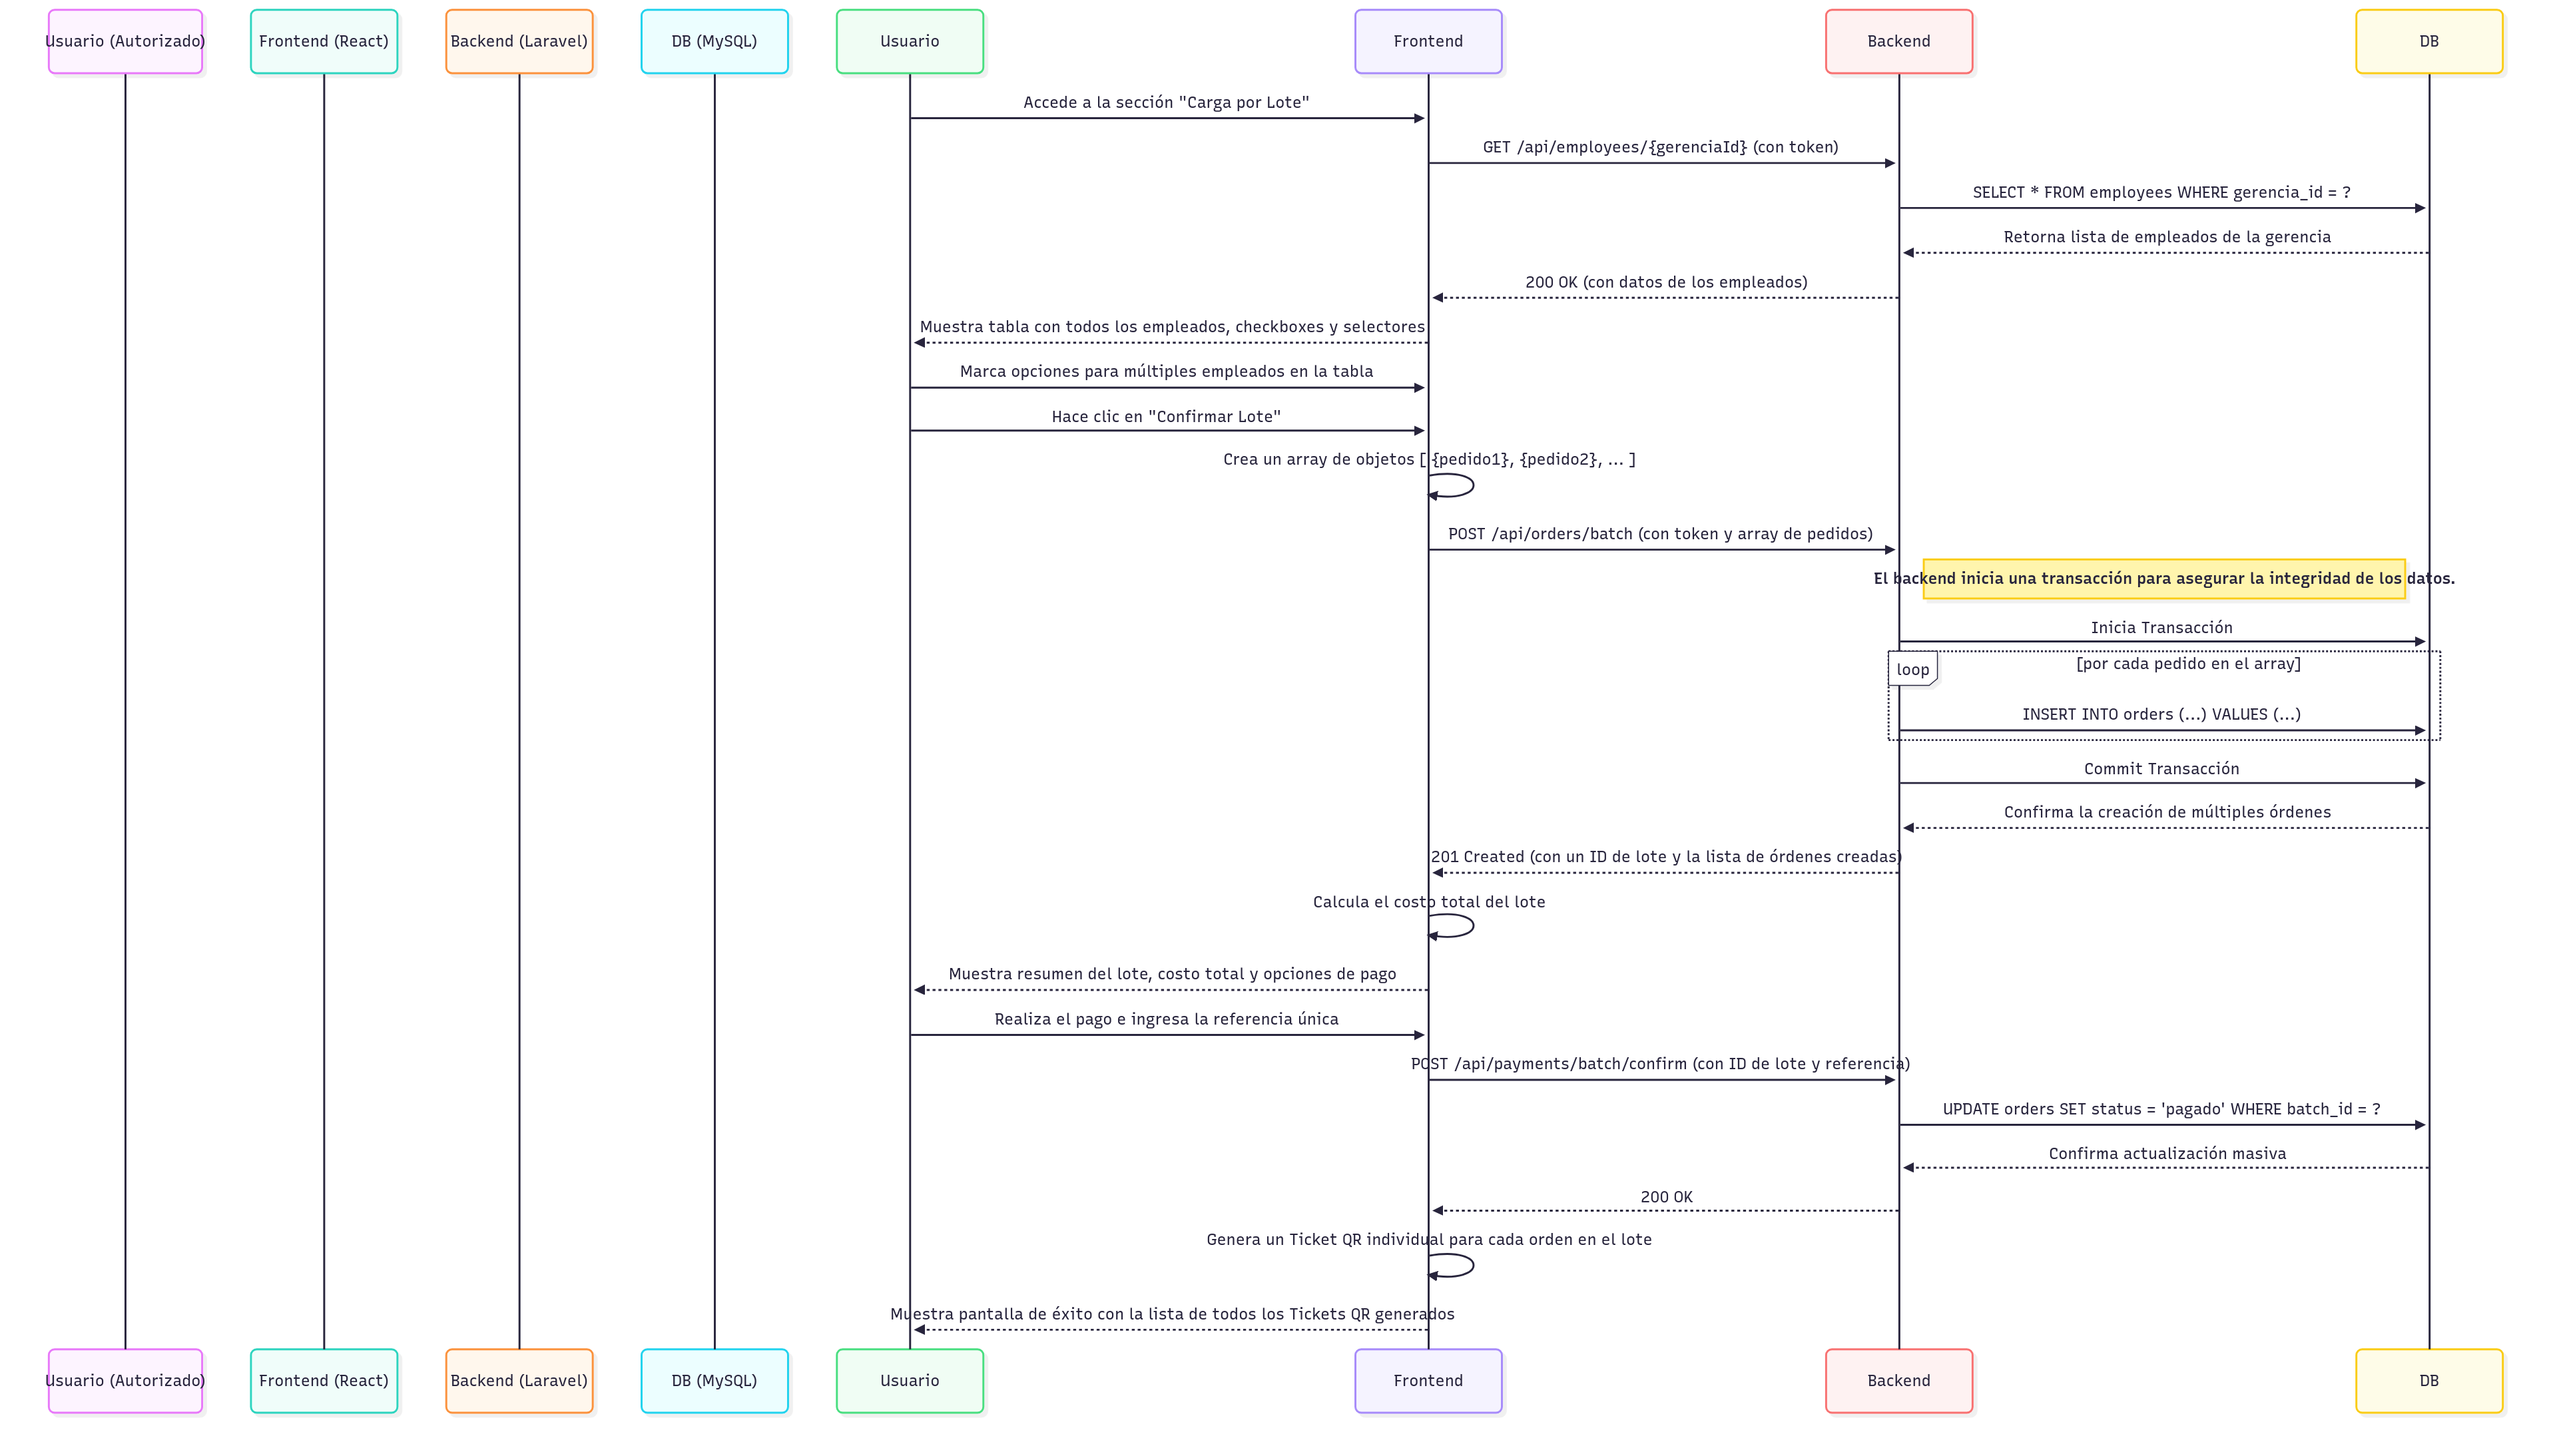 Usuario (Autorizado)
Frontend (React)
Backend (Laravel)
DB (MySQL)
Usuario
Frontend
Backend
DB
Accede a la sección "Carga por Lote"
GET /api/employees/{gerenciaId} (con token)
SELECT * FROM employees WHERE gerencia_id = ?
Retorna lista de empleados de la gerencia
200 OK (con datos de los empleados)
Muestra tabla con todos los empleados, checkboxes y selectores
Marca opciones para múltiples empleados en la tabla
Hace clic en "Confirmar Lote"
Crea un array de objetos [ {pedido1}, {pedido2}, ... ]
POST /api/orders/batch (con token y array de pedidos)
El backend inicia una transacción para asegurar la integridad de los datos.
Inicia Transacción
loop
[por cada pedido en el array]
INSERT INTO orders (...) VALUES (...)
Commit Transacción
Confirma la creación de múltiples órdenes
201 Created (con un ID de lote y la lista de órdenes creadas)
Calcula el costo total del lote
Muestra resumen del lote, costo total y opciones de pago
Realiza el pago e ingresa la referencia única
POST /api/payments/batch/confirm (con ID de lote y referencia)
UPDATE orders SET status = 'pagado' WHERE batch_id = ?
Confirma actualización masiva
200 OK
Genera un Ticket QR individual para cada orden en el lote
Muestra pantalla de éxito con la lista de todos los Tickets QR generados
Usuario (Autorizado)
Frontend (React)
Backend (Laravel)
DB (MySQL)
Usuario
Frontend
Backend
DB